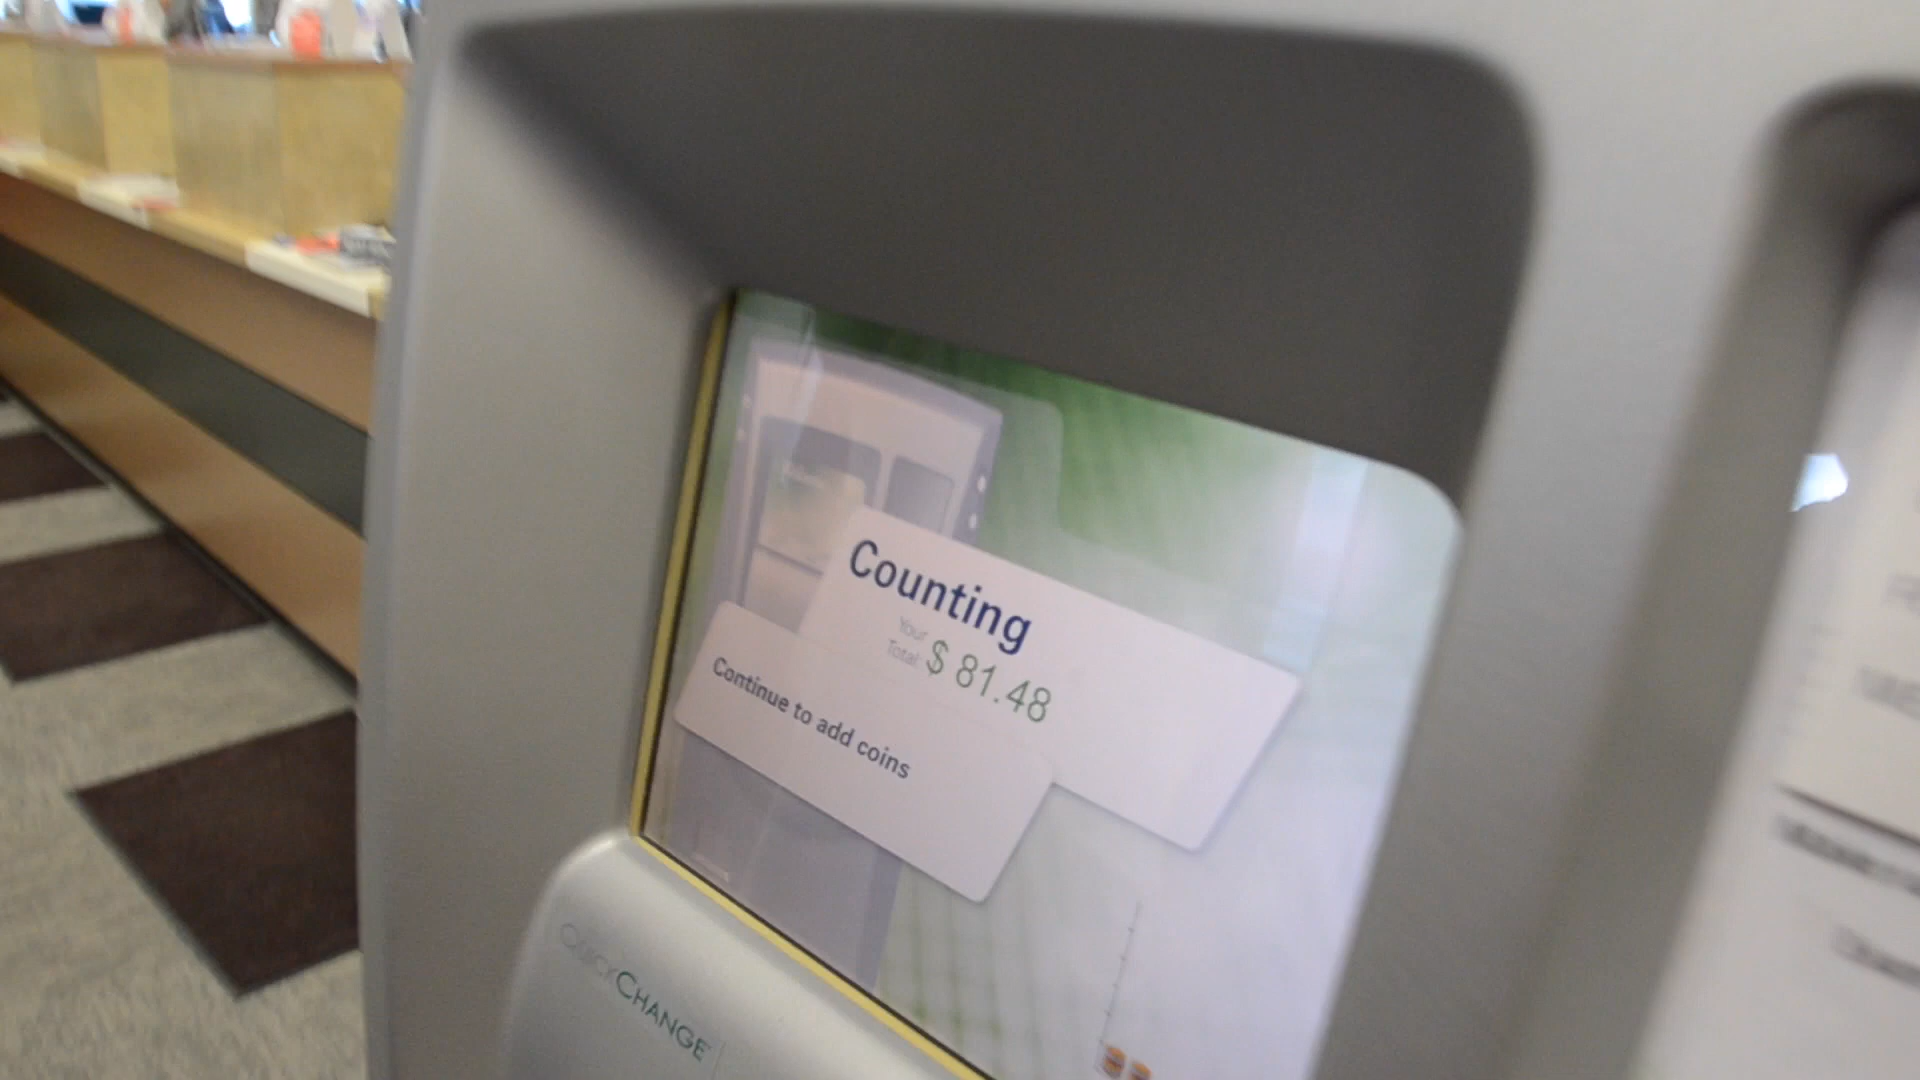 Counting
Your
Total:
$ 81.48
Continue to add coins
QUICKCHANGE